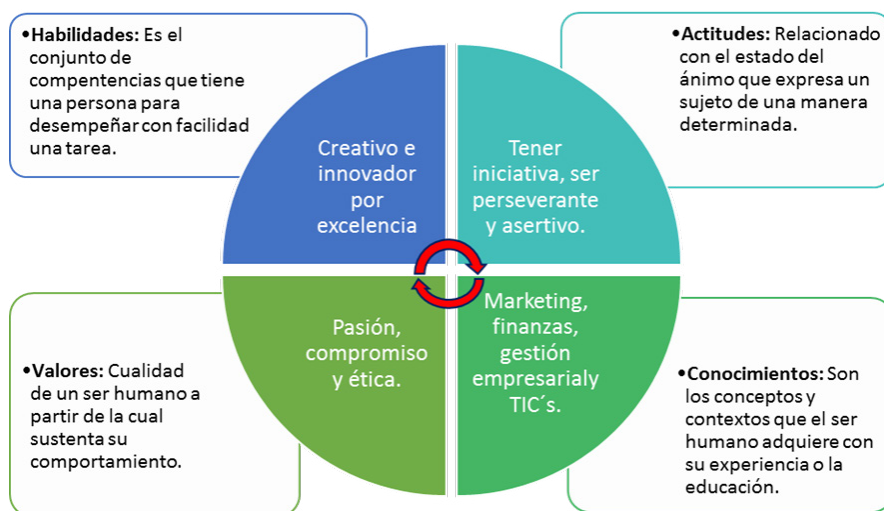 •Habilidades: Es el
conjunto de
compentencias que tiene
una persona para
desempeñar con facilidad
una tarea.
•Actitudes: Relacionado
con el estado del
ánimo que expresa un
sujeto de una manera
determinada.
Creativo e
innovador
por
excelencia
Tener
iniciativa, ser
perseverante
y asertivo.
Pasión,
compromiso
y ética.
Marketing,
finanzas,
gestión
empresarialy
TIC´s.
•Valores: Cualidad
de un ser humano a
partir de la cual
sustenta su
comportamiento.
•Conocimientos: Son
los conceptos y
contextos que el ser
humano adquiere con
su experiencia o la
educación.